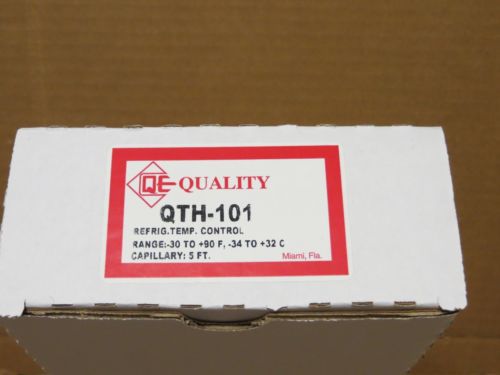 QE QUALITY
QTH-101
REFRIG.TEMP. CONTROL
RANGE:-30 TO +90 F, -34 TO +32 C
CAPILLARY: 5 FT. Miami, Fla.